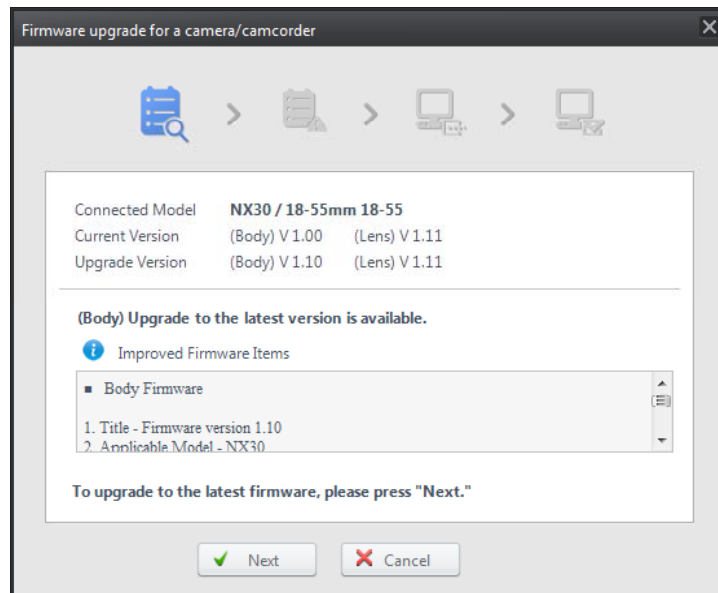 Firmware upgrade for a camera/camcorder
Connected Model NX30 / 18-55mm 18-55
Current Version (Body) V 1.00 (Lens) V 1.11
Upgrade Version (Body) V 1.10 (Lens) V 1.11
(Body) Upgrade to the latest version is available.
Improved Firmware Items
■ Body Firmware
1. Title - Firmware version 1.10
2. Applicable Model - NX30
To upgrade to the latest firmware, please press "Next."
Next Cancel